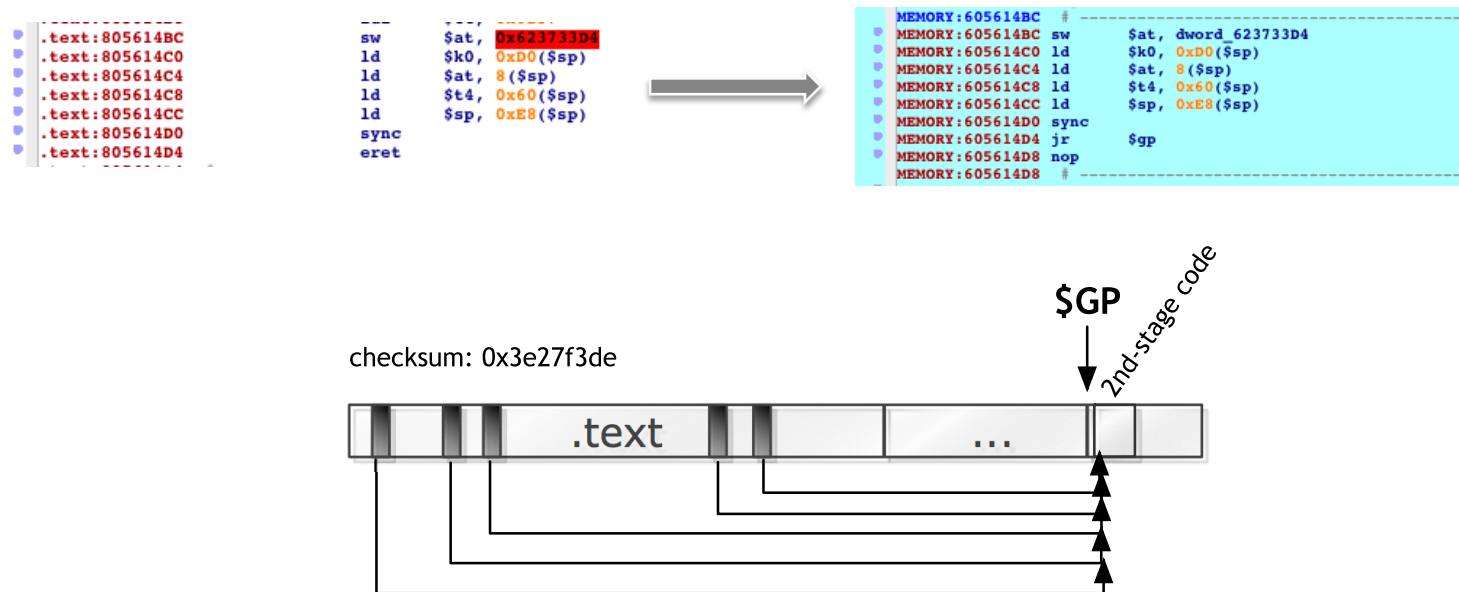 .text:805614BC sw $at, 0x623733D4
.text:805614C0 ld $k0, 0xD0($sp)
.text:805614C4 ld $at, 8($sp)
.text:805614C8 ld $t4, 0x60($sp)
.text:805614CC ld $sp, 0xE8($sp)
.text:805614D0 sync
.text:805614D4 eret
MEMORY:605614BC # ---------------------------------------------
MEMORY:605614BC sw $at, dword_623733D4
MEMORY:605614C0 ld $k0, 0xD0($sp)
MEMORY:605614C4 ld $at, 8($sp)
MEMORY:605614C8 ld $t4, 0x60($sp)
MEMORY:605614CC ld $sp, 0xE8($sp)
MEMORY:605614D0 sync
MEMORY:605614D4 jr $gp
MEMORY:605614D8 nop
MEMORY:605614D8 # ---------------------------------------------
$GP
2nd-stage code
checksum: 0x3e27f3de
.text
...